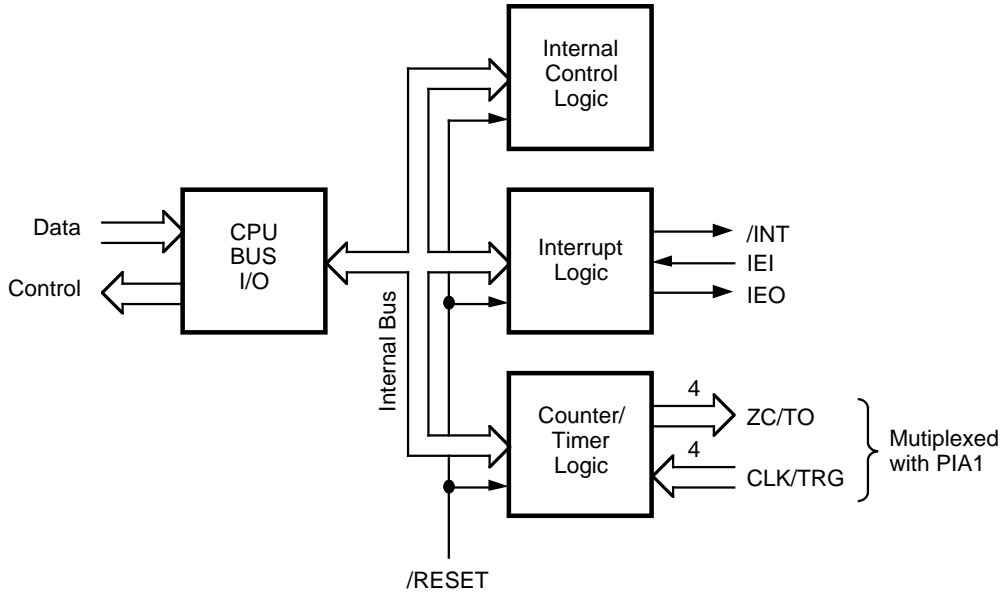 Internal
Control
Logic
Data
Control
CPU
BUS
I/O
Interrupt
Logic
/INT
IEI
IEO
Internal Bus
Counter/
Timer
Logic
4
ZC/TO
4
CLK/TRG
Mutiplexed
with PIA1
/RESET